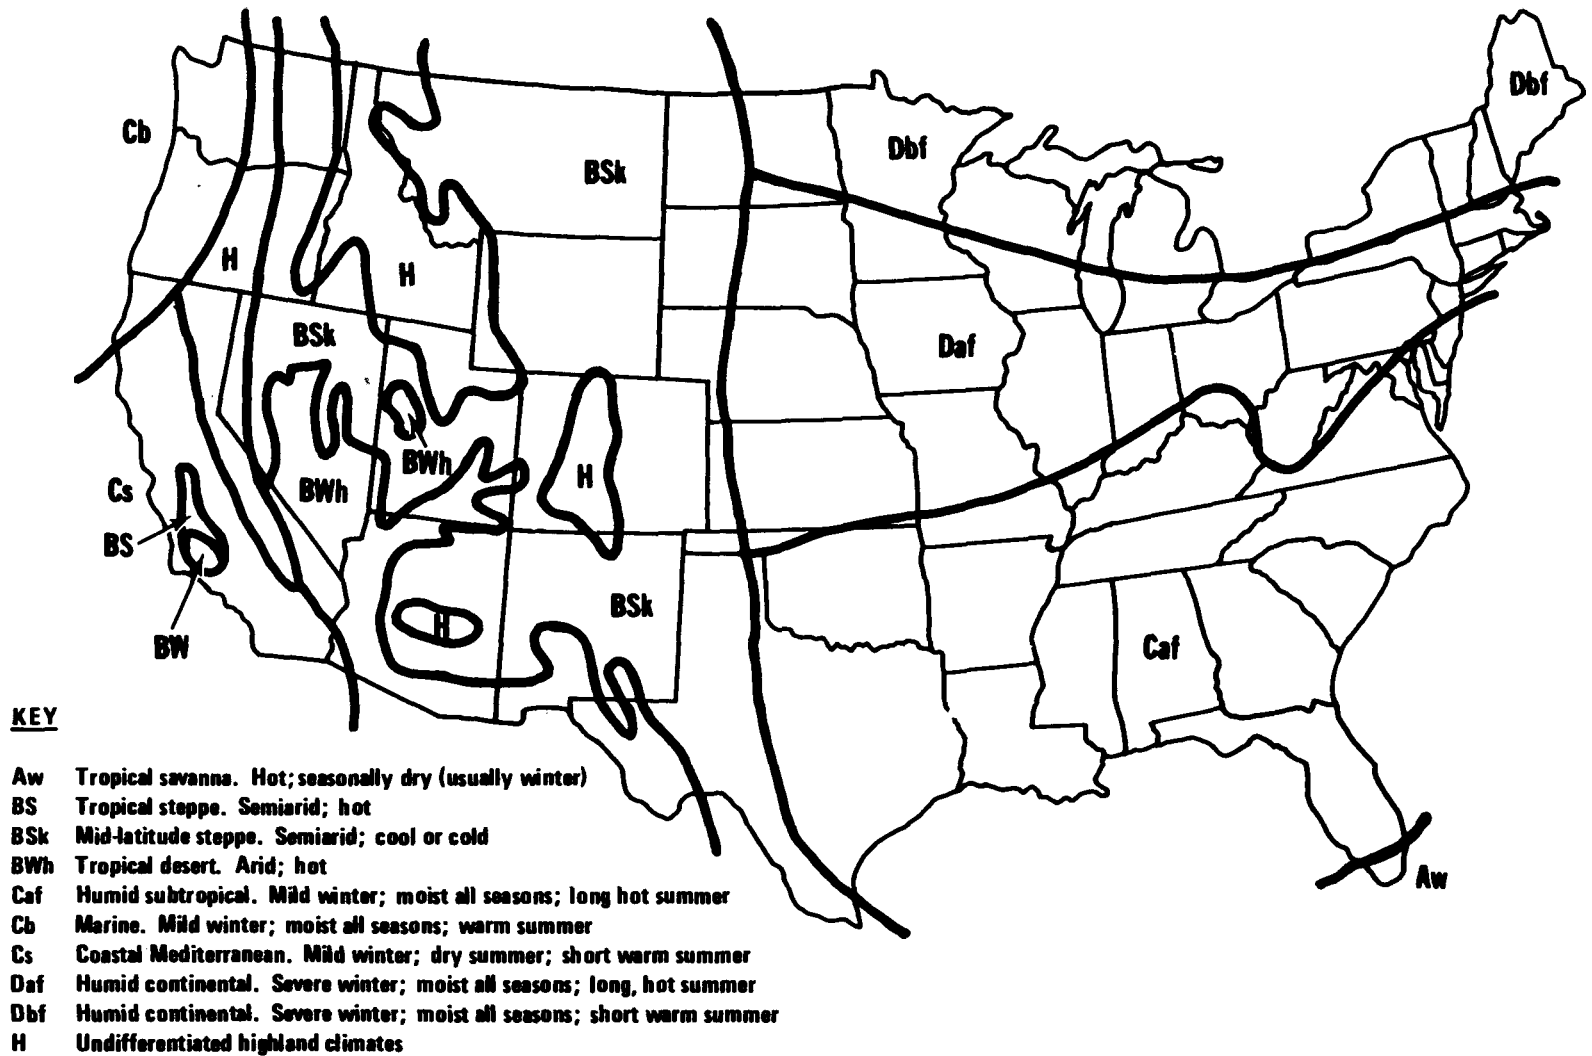 Dbf
Cb
Dbf
BSk
H
H
BSk
Daf
BWh
H
Cs
BWh
BS
BSk
H
BW
Caf
Aw
KEY
Aw Tropical savanna. Hot; seasonally dry (usually winter)
BS Tropical steppe. Semiarid; hot
BSk Mid-latitude steppe. Semiarid; cool or cold
BWh Tropical desert. Arid; hot
Caf Humid subtropical. Mild winter; moist all seasons; long hot summer
Cb Marine. Mild winter; moist all seasons; warm summer
Cs Coastal Mediterranean. Mild winter; dry summer; short warm summer
Daf Humid continental. Severe winter; moist all seasons; long, hot summer
Dbf Humid continental. Severe winter; moist all seasons; short warm summer
H Undifferentiated highland climates